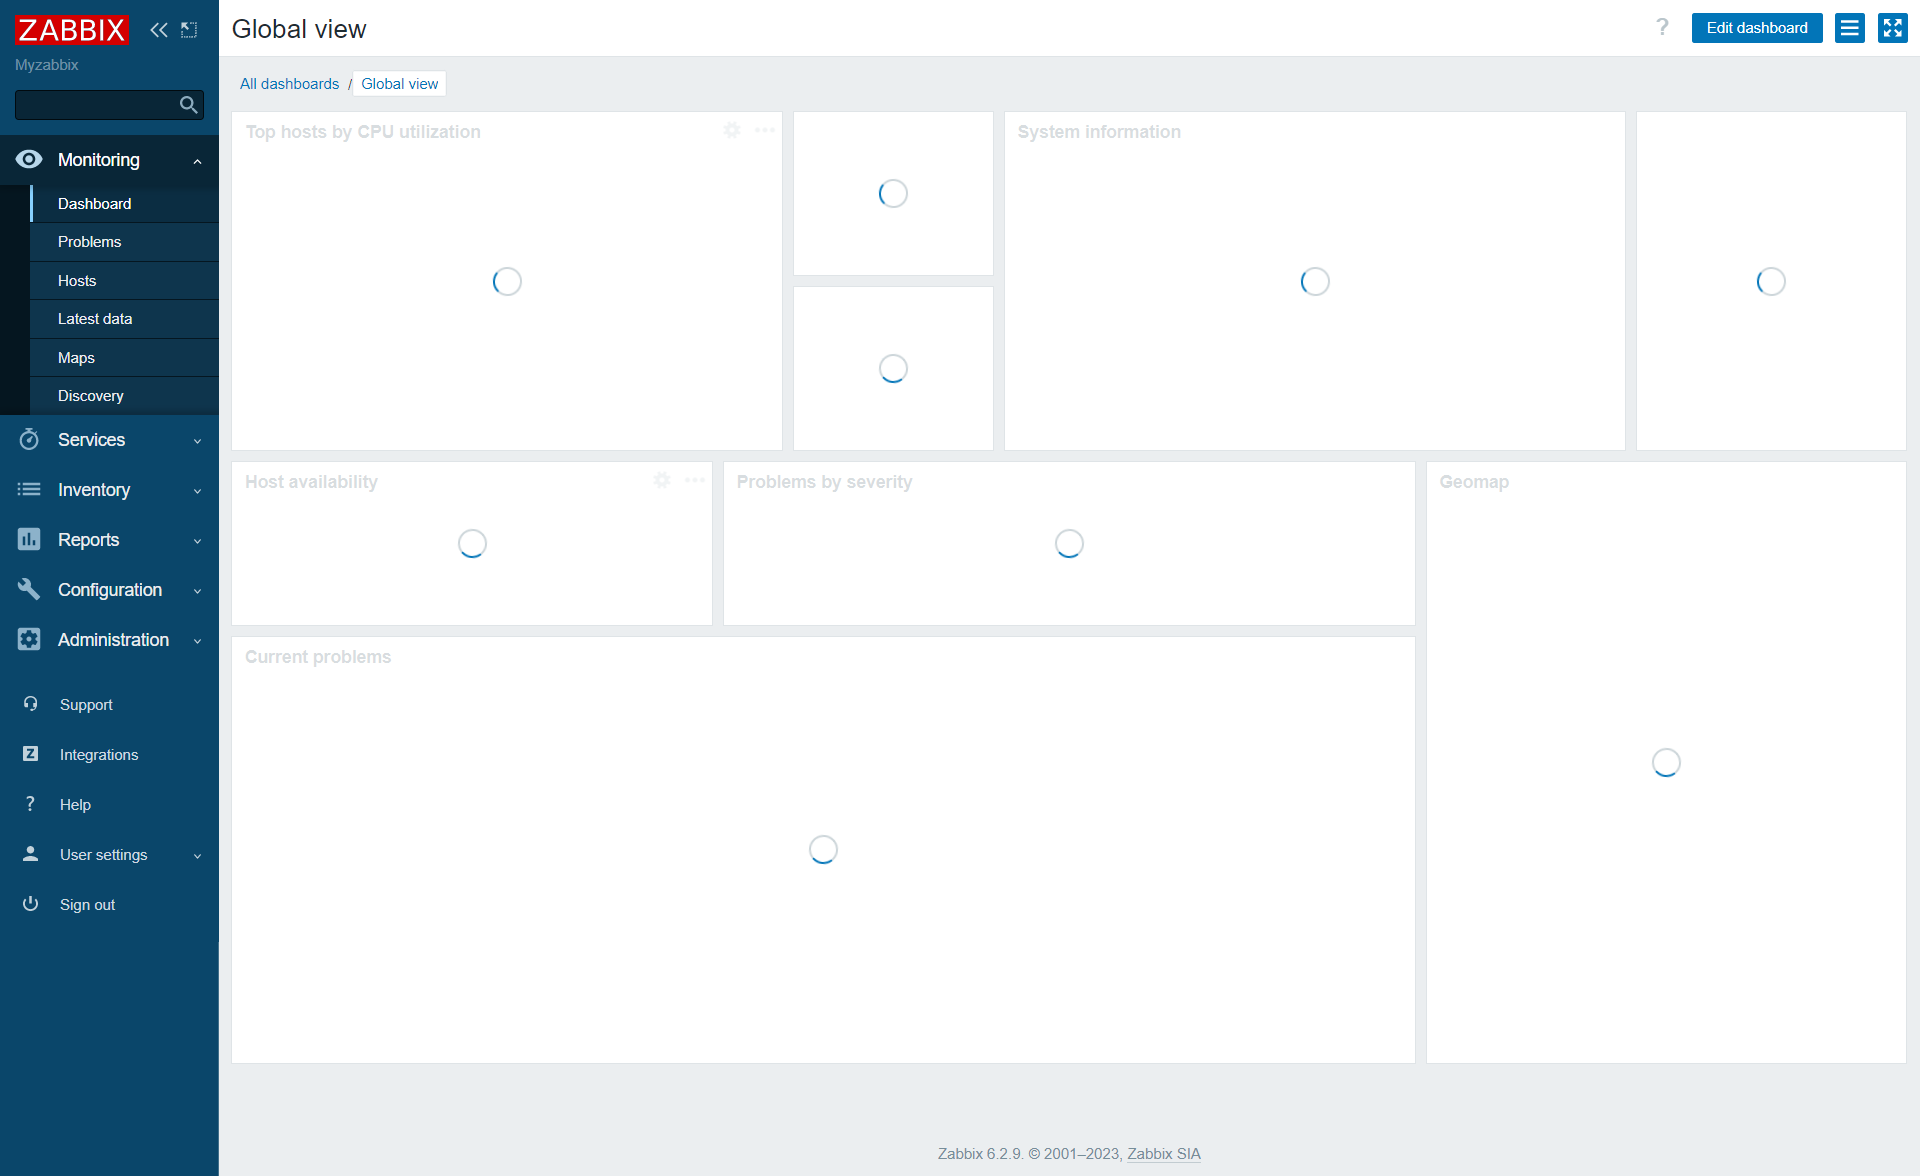 ZABBIX
Myzabbix
Monitoring
Dashboard
Problems
Hosts
Latest data
Maps
Discovery
Services
Inventory
Reports
Configuration
Administration
Support
Z Integrations
? Help
User settings
Sign out
Global view
? Edit dashboard
All dashboards / Global view
Top hosts by CPU utilization
System information
Host availability
Problems by severity
Geomap
Current problems
Zabbix 6.2.9. © 2001–2023, Zabbix SIA